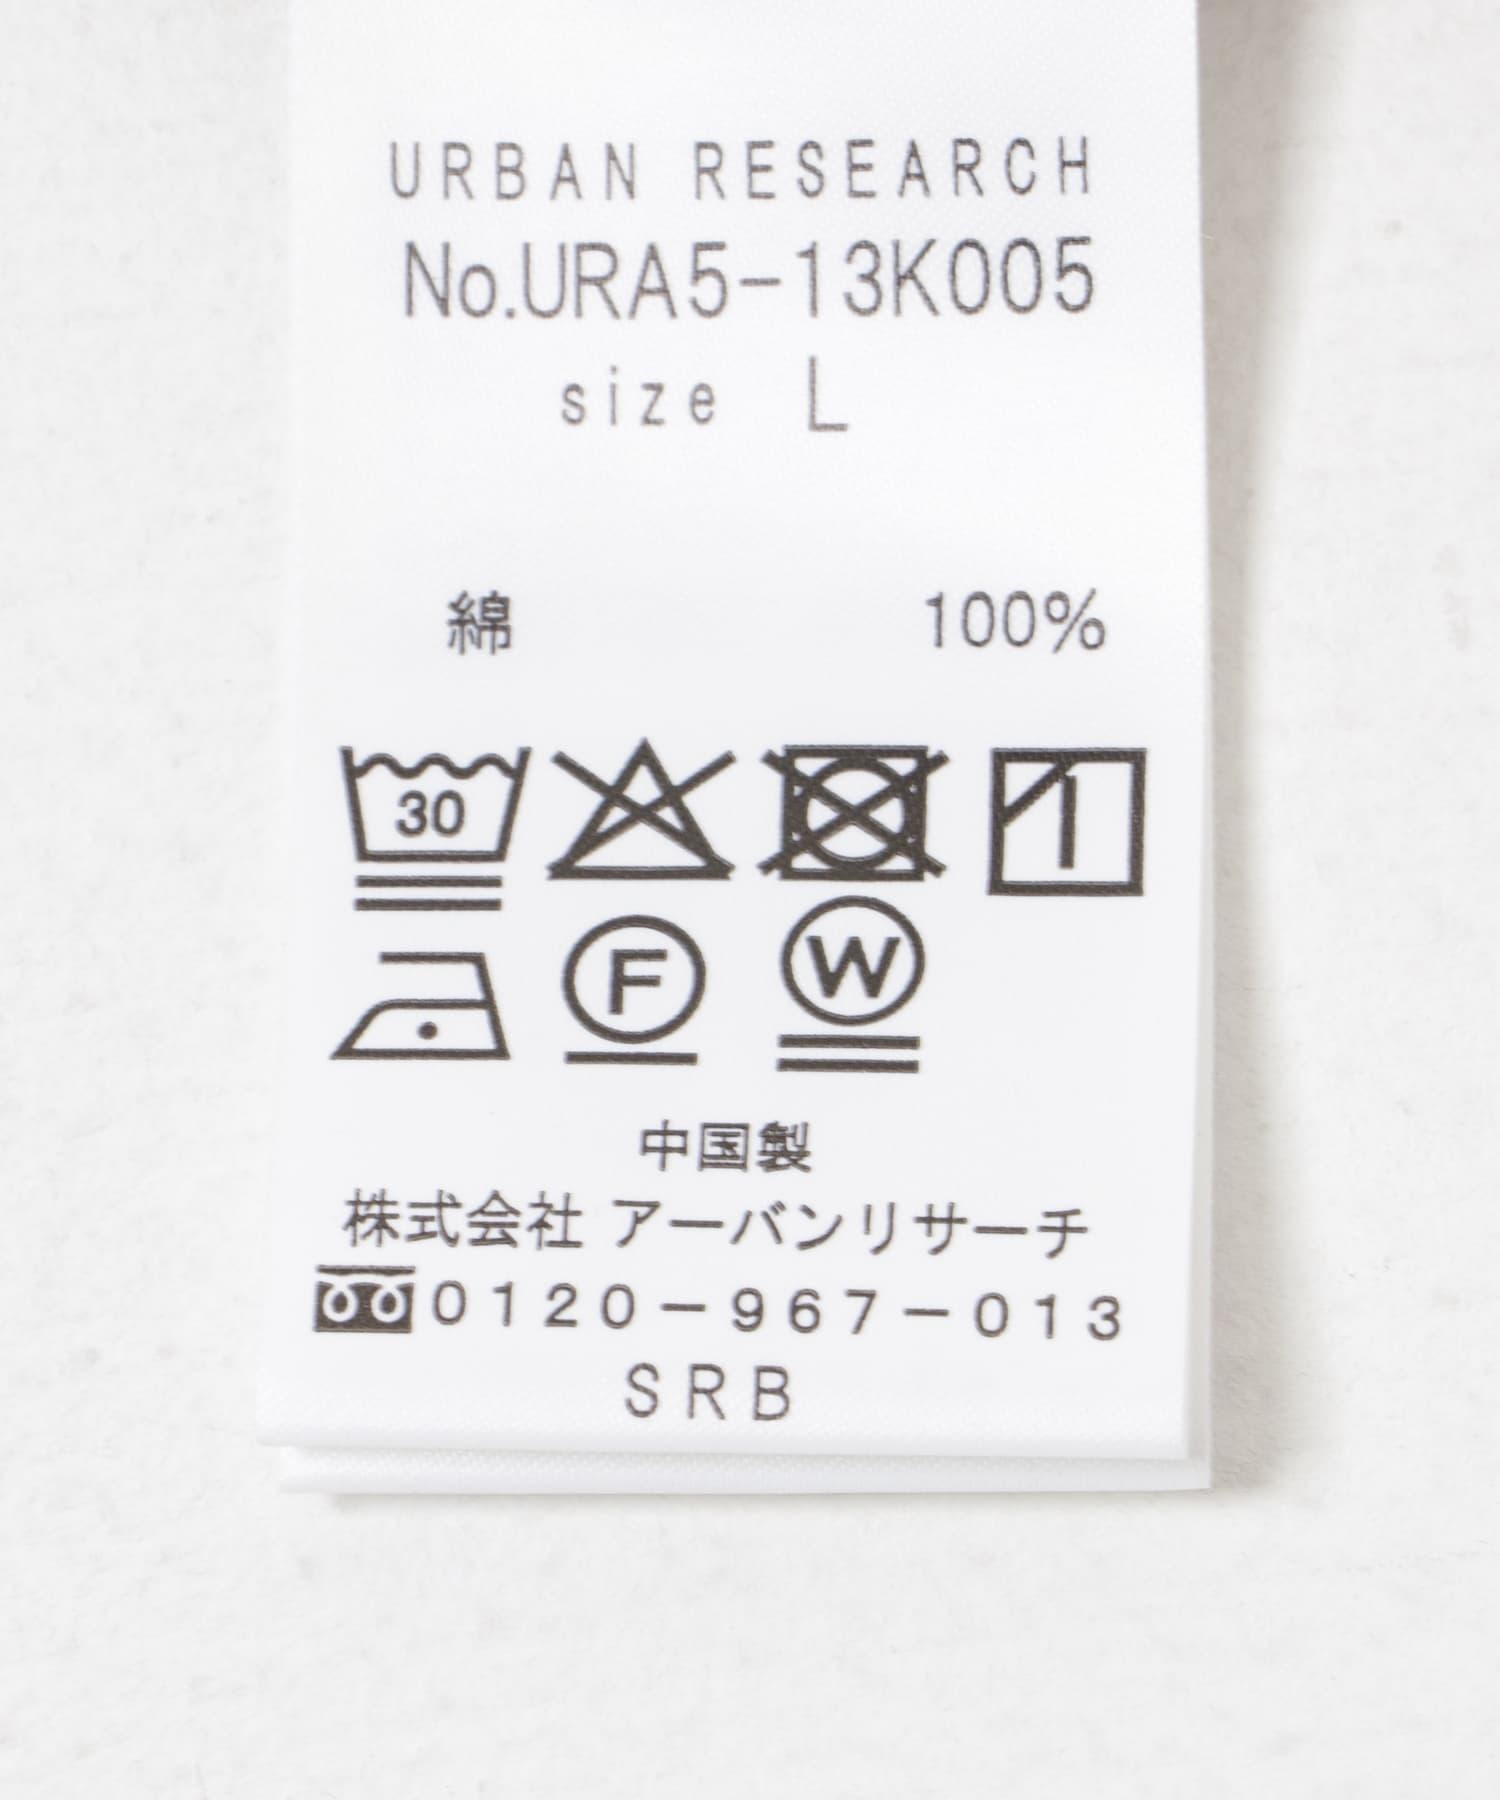 URBAN RESEARCH
No.URA5-13K005
size L
綿 100%
30
F W
中国製
株式会社 アーバンリサーチ
0120-967-013
SRB